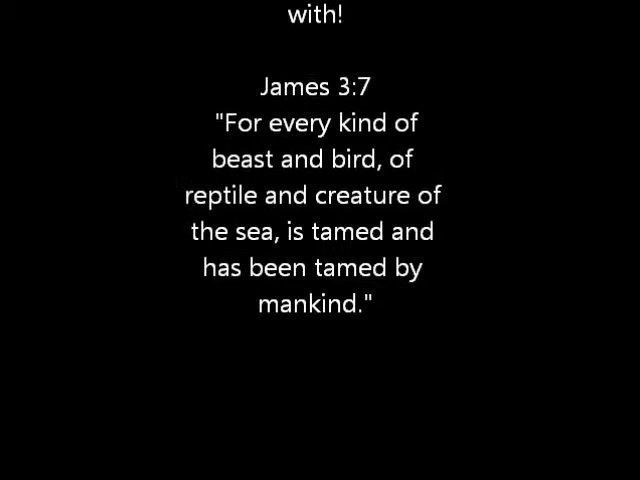 with!
James 3:7
"For every kind of
beast and bird, of
reptile and creature of
the sea, is tamed and
has been tamed by
mankind."